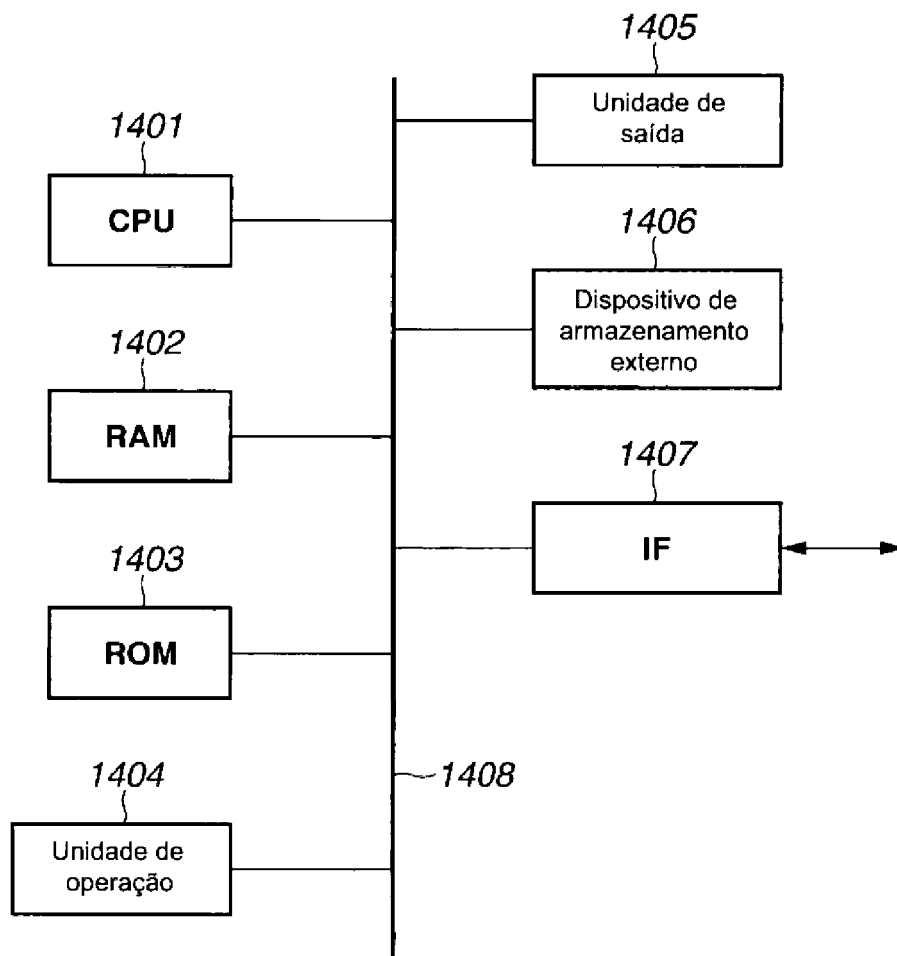 1401
CPU
1402
RAM
1403
ROM
1404
Unidade de
operação
1405
Unidade de
saída
1406
Dispositivo de
armazenamento
externo
1407
IF
1408